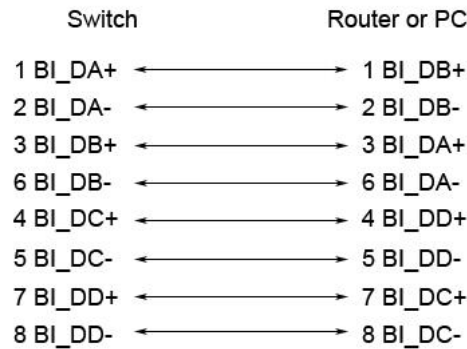 Switch Router or PC
1 BI_DA+ 1 BI_DB+
2 BI_DA- 2 BI_DB-
3 BI_DB+ 3 BI_DA+
6 BI_DB- 6 BI_DA-
4 BI_DC+ 4 BI_DD+
5 BI_DC- 5 BI_DD-
7 BI_DD+ 7 BI_DC+
8 BI_DD- 8 BI_DC-